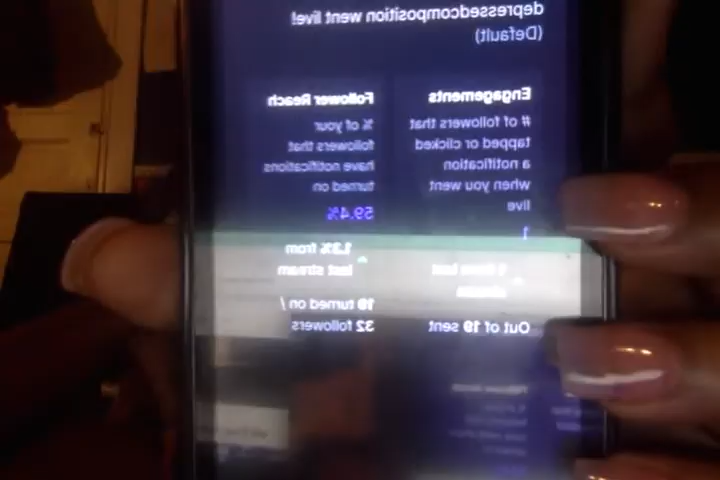 depressedcomposition went live!
(Default)
Engagements
# of followers that
tapped or clicked
a notification
when you went
live
1
Out of 19 sent
Follower Reach
% of your
followers that
have notifications
turned on
59.4%
1.3% from
last stream
19 turned on /
32 followers